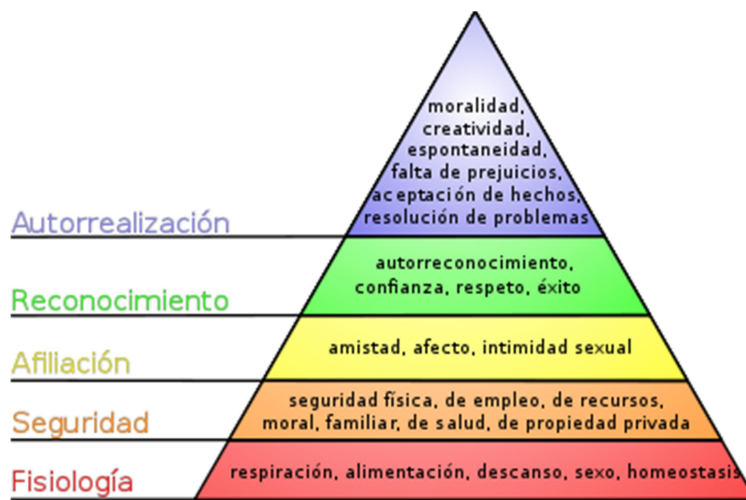 moralidad,
creatividad,
espontaneidad,
falta de prejuicios,
aceptación de hechos,
resolución de problemas
Autorrealización
autorreconocimiento,
confianza, respeto, éxito
Reconocimiento
amistad, afecto, intimidad sexual
Afiliación
seguridad física, de empleo, de recursos,
moral, familiar, de salud, de propiedad privada
Seguridad
respiración, alimentación, descanso, sexo, homeostasis
Fisiología